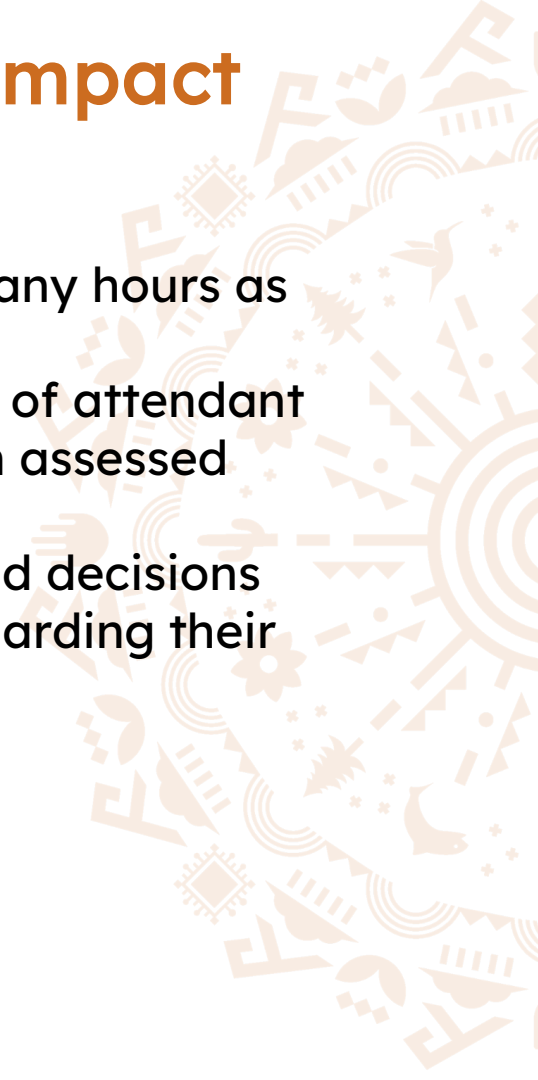 mpact
any hours as
of attendant
assessed
d decisions
arding their